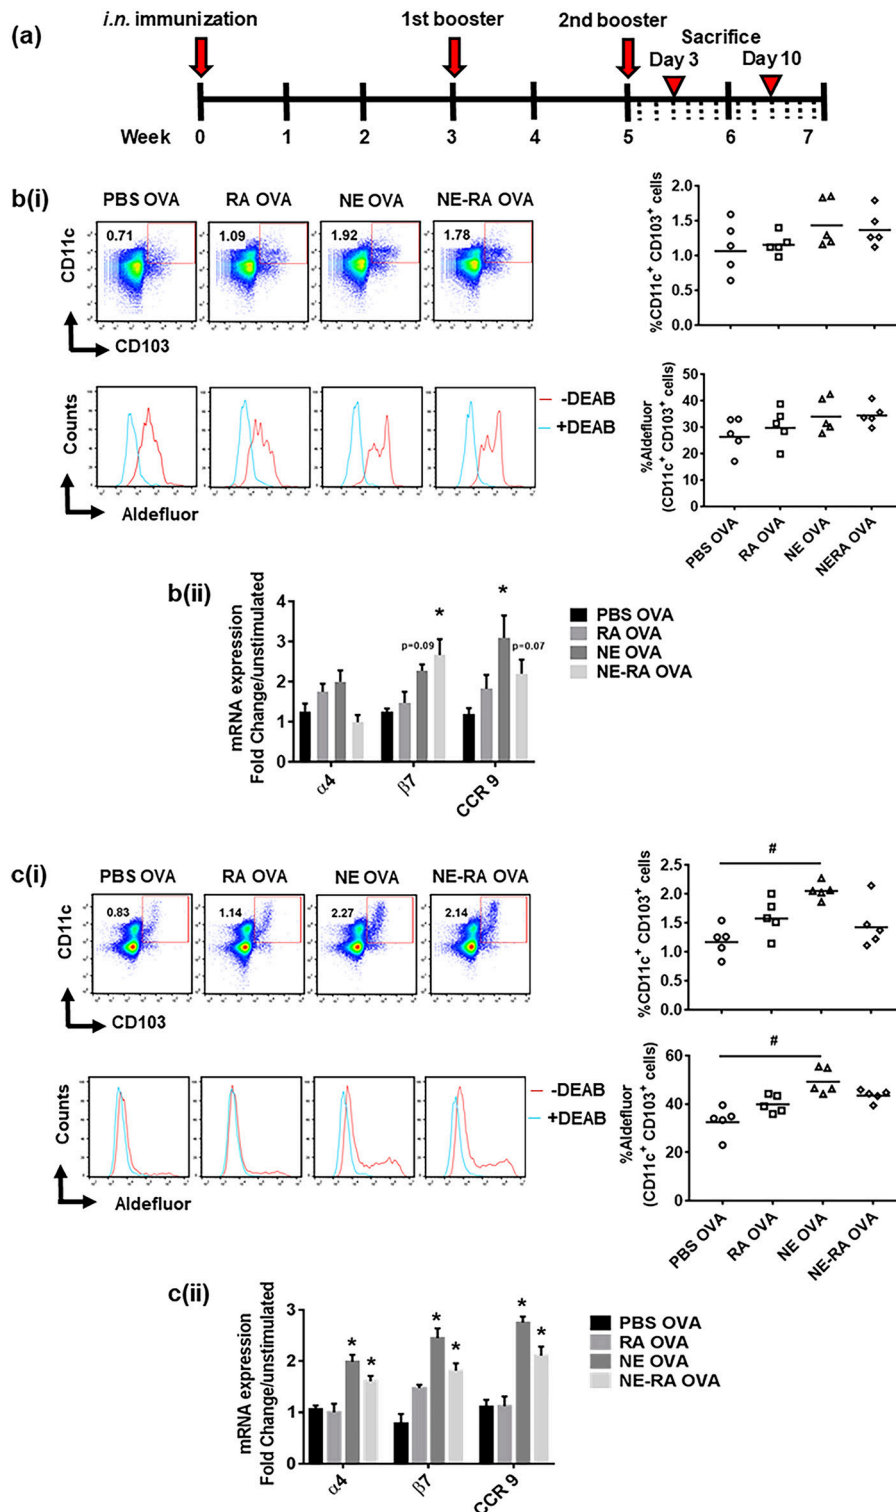 (a)
i.n. immunization 1st booster 2nd booster
Sacrifice
Day 3 Day 10
Week 0 1 2 3 4 5 6 7
b(i)
PBS OVA RA OVA NE OVA NE-RA OVA
0.71 1.09 1.92 1.78
CD11c
CD103
%CD11c+ CD103+ cells
2.0
1.5
1.0
0.5
0.0
Counts
Aldefluor
-DEAB
+DEAB
%Aldefluor
(CD11c+ CD103+ cells)
50
40
30
20
10
0
PBS OVA RA OVA NE OVA NERA OVA
b(ii)
mRNA expression
Fold Change/unstimulated
4
3
2
1
0
p=0.09 * * p=0.07
α4 β7 CCR 9
PBS OVA
RA OVA
NE OVA
NE-RA OVA
c(i)
PBS OVA RA OVA NE OVA NE-RA OVA
0.83 1.14 2.27 2.14
CD11c
CD103
%CD11c+ CD103+ cells
2.5
2.0
1.5
1.0
0.5
0.0
#
Counts
Aldefluor
-DEAB
+DEAB
%Aldefluor
(CD11c+ CD103+ cells)
60
40
20
0
#
PBS OVA RA OVA NE OVA NE-RA OVA
c(ii)
mRNA expression
Fold Change/unstimulated
3
2
1
0
* * * * * *
α4 β7 CCR 9
PBS OVA
RA OVA
NE OVA
NE-RA OVA